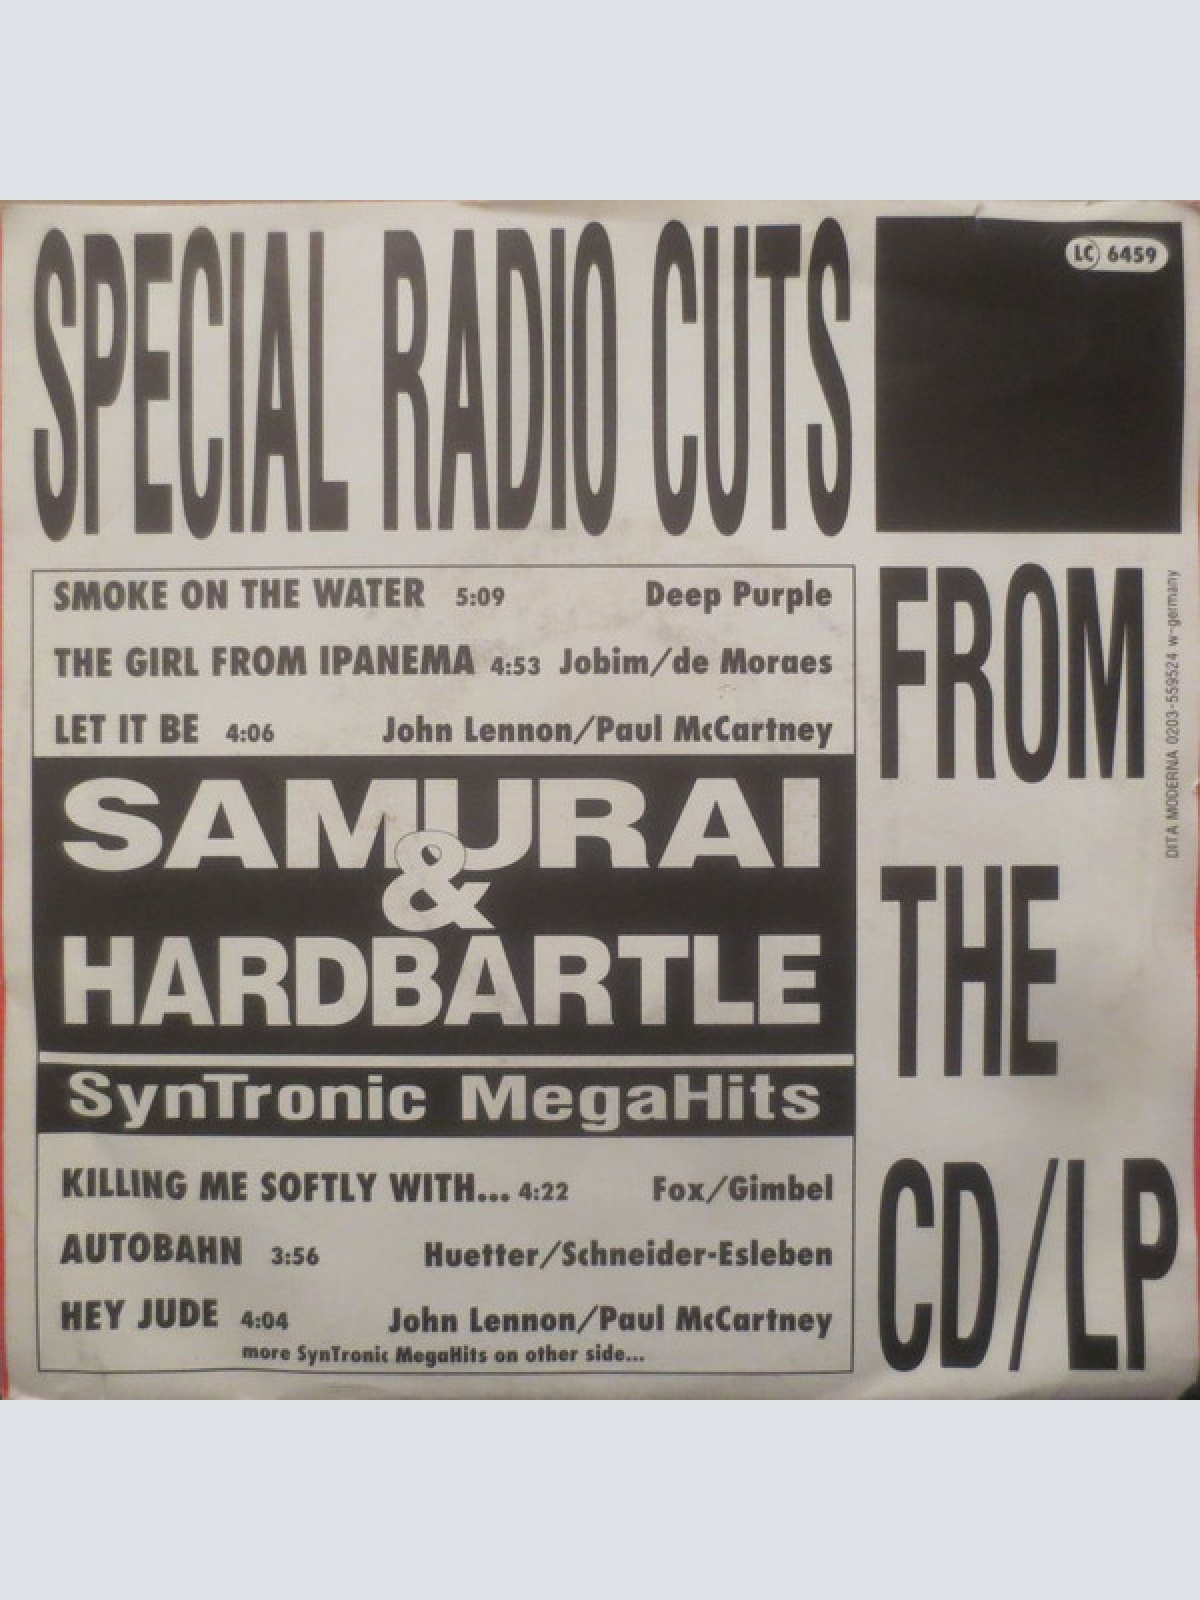 SPECIAL RADIO CUTS
LC 6459
FROM
THE
CD/LP
DITA MODERNA 0203-559524 w-germany
SMOKE ON THE WATER 5:09 Deep Purple
THE GIRL FROM IPANEMA 4:53 Jobim/de Moraes
LET IT BE 4:06 John Lennon/Paul McCartney
SAMURAI
&
HARDBARTLE
SynTronic MegaHits
KILLING ME SOFTLY WITH... 4:22 Fox/Gimbel
AUTOBAHN 3:56 Huetter/Schneider-Esleben
HEY JUDE 4:04 John Lennon/Paul McCartney
more SynTronic MegaHits on other side...